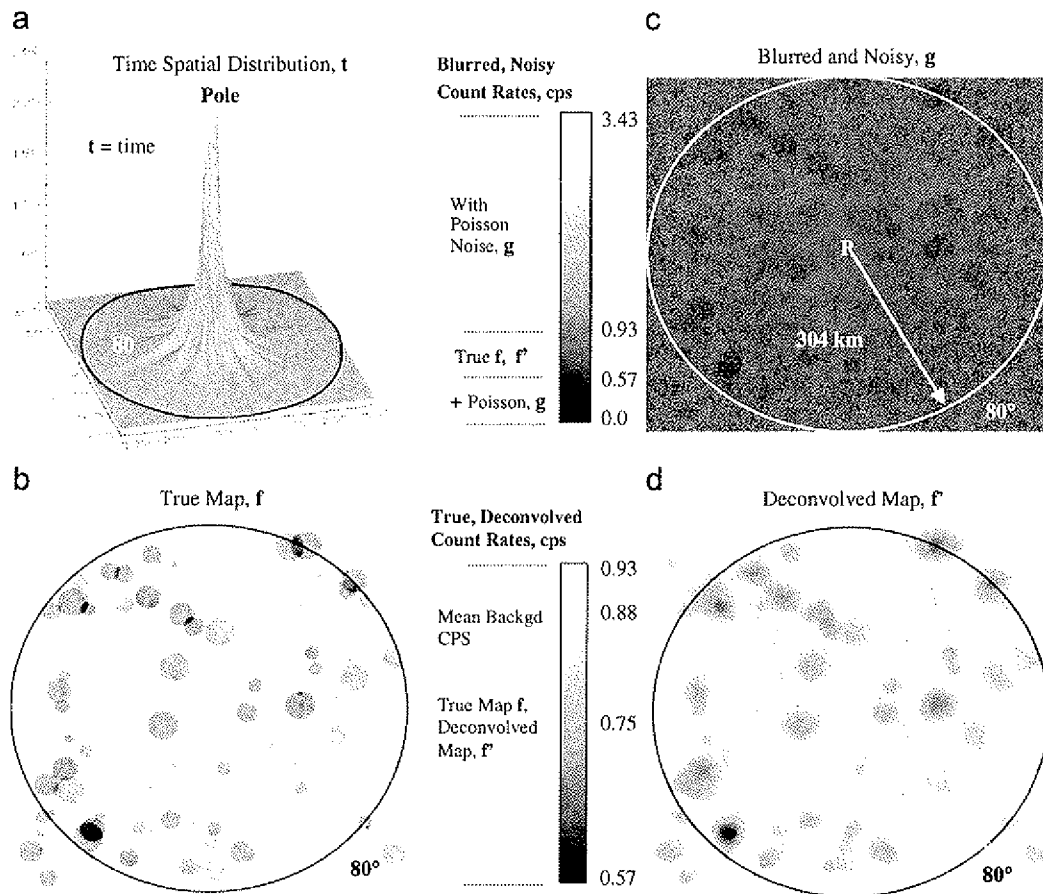 a
Time Spatial Distribution, t
Pole
t = time
80
Blurred, Noisy
Count Rates, cps
3.43
With
Poisson
Noise, g
0.93
True f, f'
0.57
+ Poisson, g
0.0
c
Blurred and Noisy, g
R
304 km
80°
b
True Map, f
80°
True, Deconvolved
Count Rates, cps
0.93
Mean Backgd
CPS
0.88
True Map f,
Deconvolved
Map, f'
0.75
0.57
d
Deconvolved Map, f'
80°